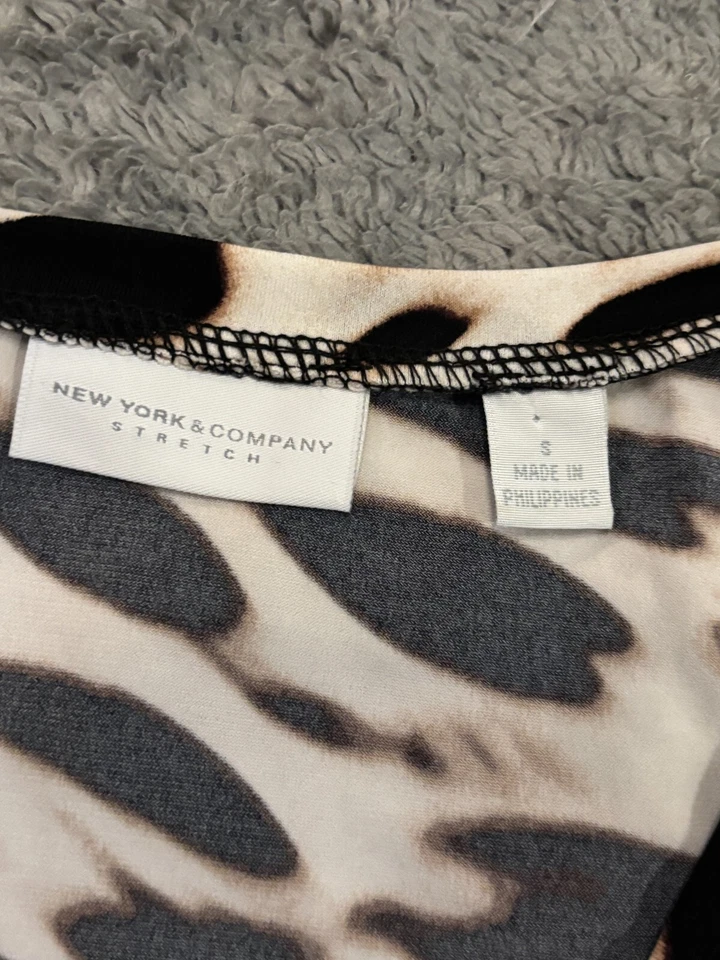 NEW YORK & COMPANY
STRETCH
S
MADE IN
PHILIPPINES